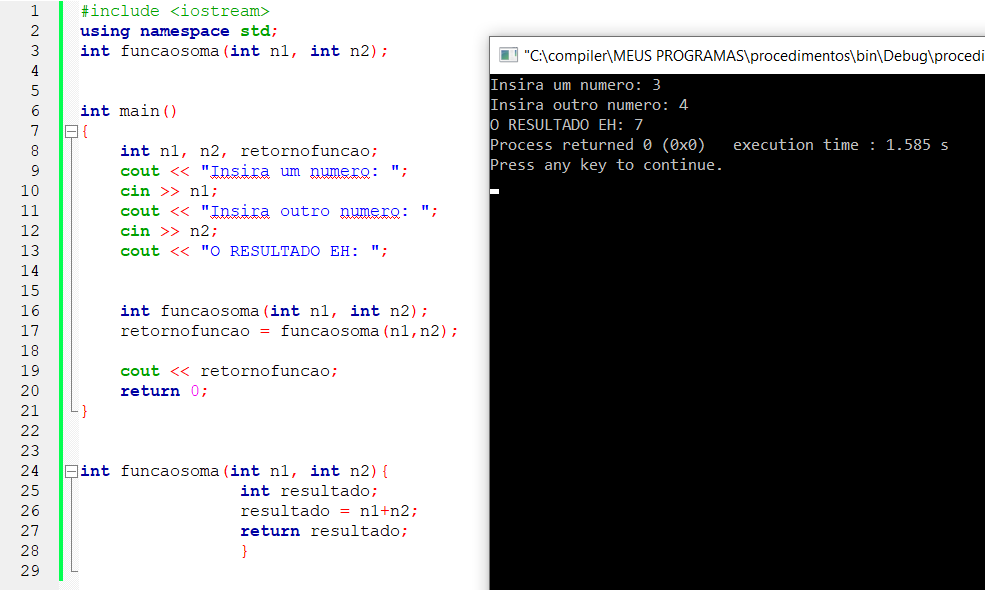 1 #include <iostream>
2 using namespace std;
3 int funcaosoma(int n1, int n2);
4
5
6 int main()
7 {
8 int n1, n2, retornofuncao;
9 cout << "Insira um numero: ";
10 cin >> n1;
11 cout << "Insira outro numero: ";
12 cin >> n2;
13 cout << "O RESULTADO EH: ";
14
15
16 int funcaosoma(int n1, int n2);
17 retornofuncao = funcaosoma(n1,n2);
18
19 cout << retornofuncao;
20 return 0;
21 }
22
23
24 int funcaosoma(int n1, int n2){
25 int resultado;
26 resultado = n1+n2;
27 return resultado;
28 }
29
"C:\compiler\MEUS PROGRAMAS\procedimentos\bin\Debug\procedi
Insira um numero: 3
Insira outro numero: 4
O RESULTADO EH: 7
Process returned 0 (0x0) execution time : 1.585 s
Press any key to continue.